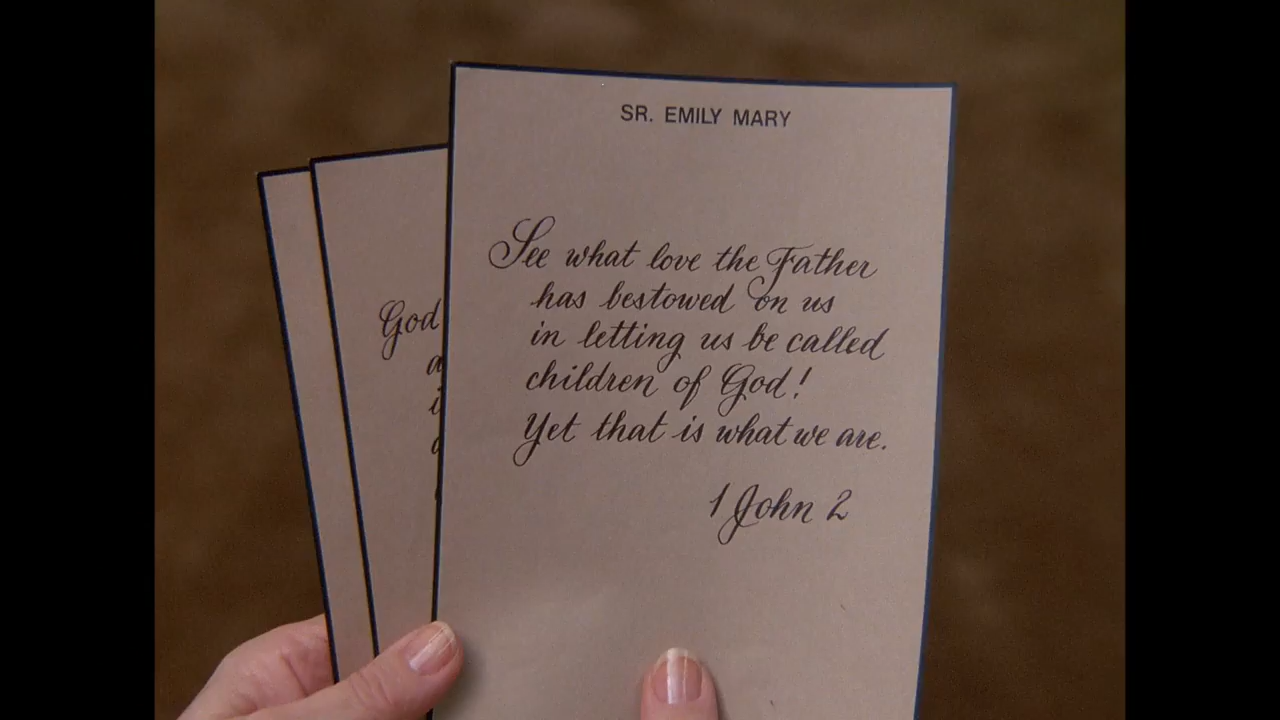 SR. EMILY MARY
See what love the Father
has bestowed on us
in letting us be called
children of God!
Yet that is what we are.
1 John 2
God